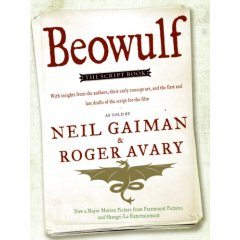 Beowulf
THE SCRIPT BOOK
With insights from the authors, their early concept art, and the first and
last drafts of the script for the film
AS TOLD BY
NEIL GAIMAN
&
ROGER AVARY
Now a Major Motion Picture from Paramount Pictures
and Shangri-La Entertainment